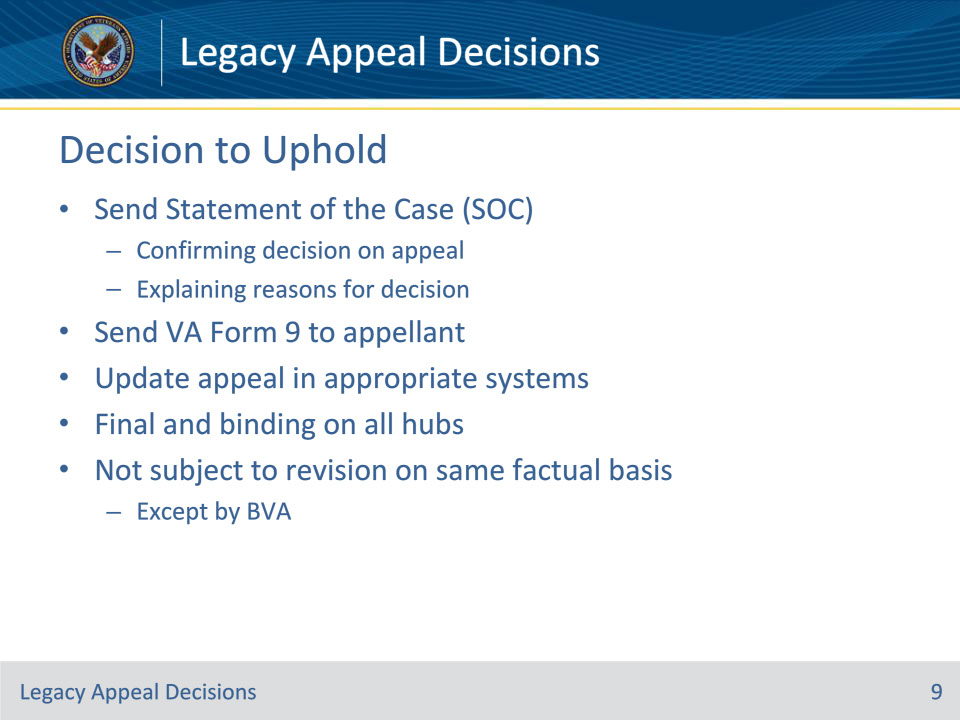 Legacy Appeal Decisions
Decision to Uphold
• Send Statement of the Case (SOC)
– Confirming decision on appeal
– Explaining reasons for decision
• Send VA Form 9 to appellant
• Update appeal in appropriate systems
• Final and binding on all hubs
• Not subject to revision on same factual basis
– Except by BVA
Legacy Appeal Decisions
9